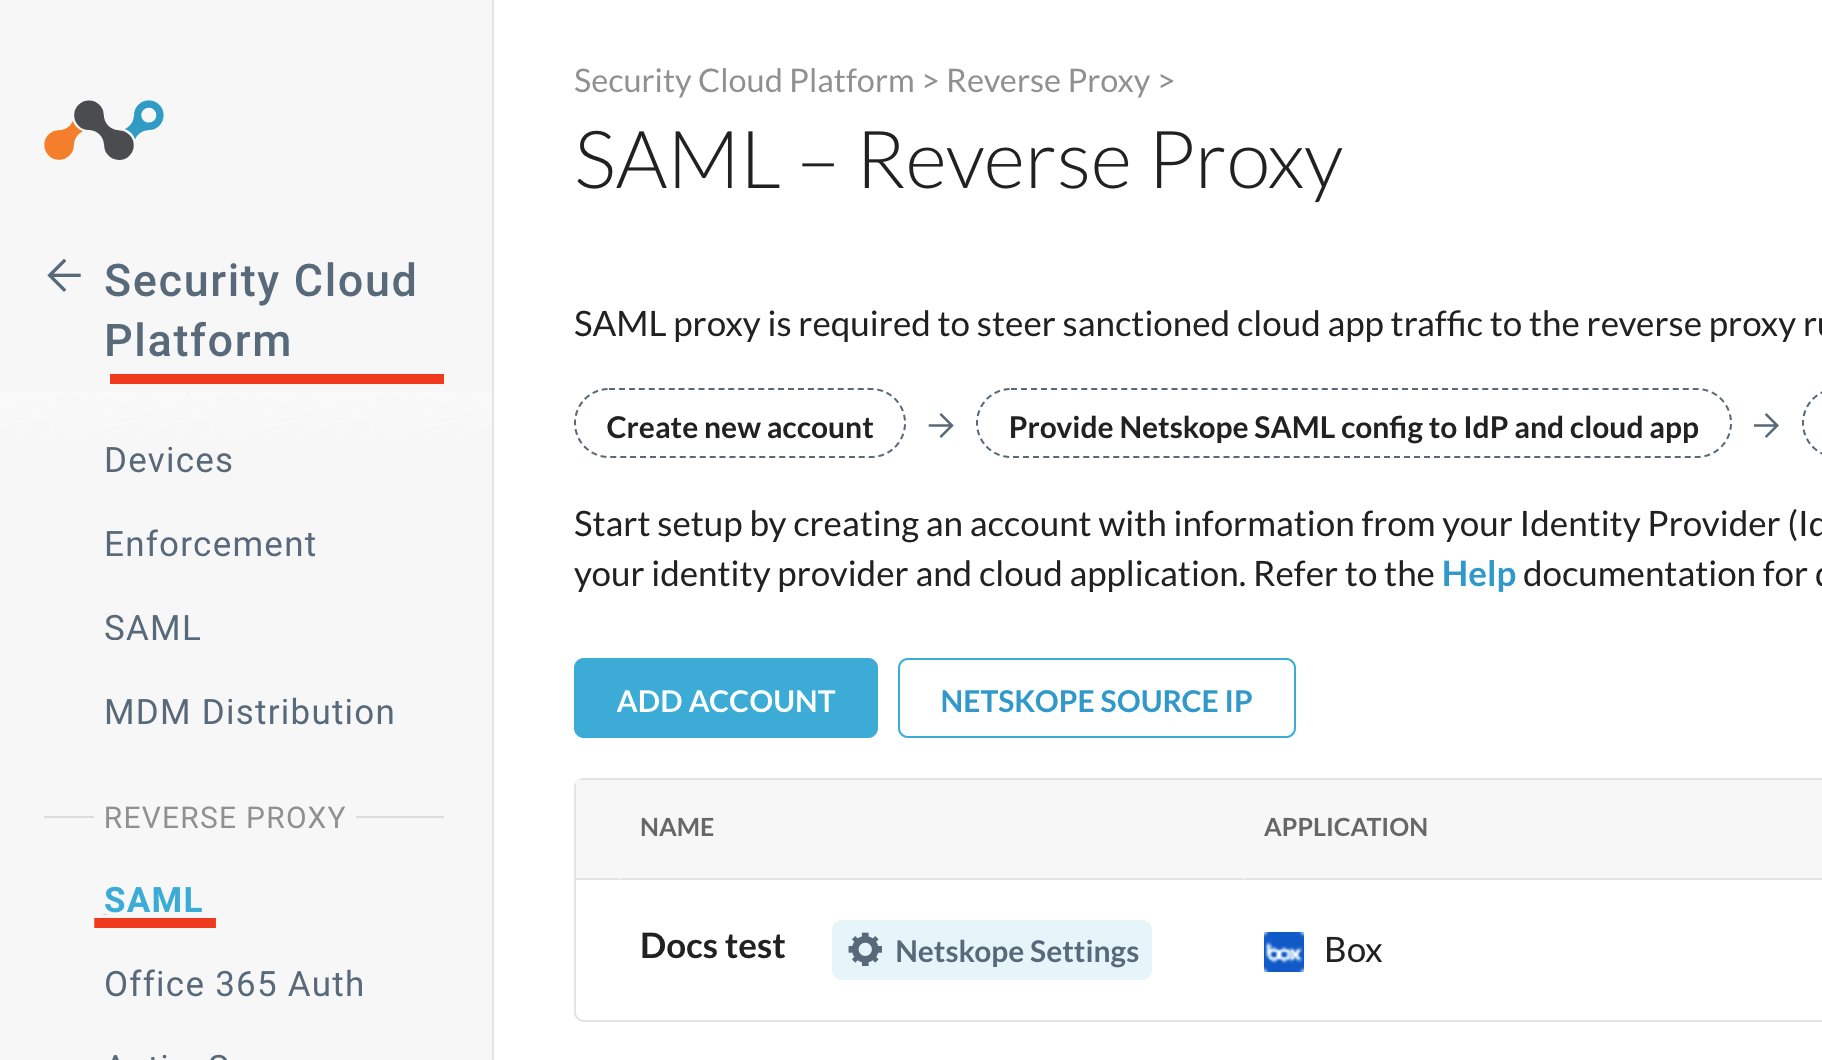 Security Cloud
Platform
Devices
Enforcement
SAML
MDM Distribution
REVERSE PROXY
SAML
Office 365 Auth
Security Cloud Platform > Reverse Proxy >
SAML – Reverse Proxy
SAML proxy is required to steer sanctioned cloud app traffic to the reverse proxy
Create new account → Provide Netskope SAML config to IdP and cloud app →
Start setup by creating an account with information from your Identity Provider
your identity provider and cloud application. Refer to the Help documentation for
ADD ACCOUNT NETSKOPE SOURCE IP
NAME APPLICATION
Docs test Netskope Settings box Box